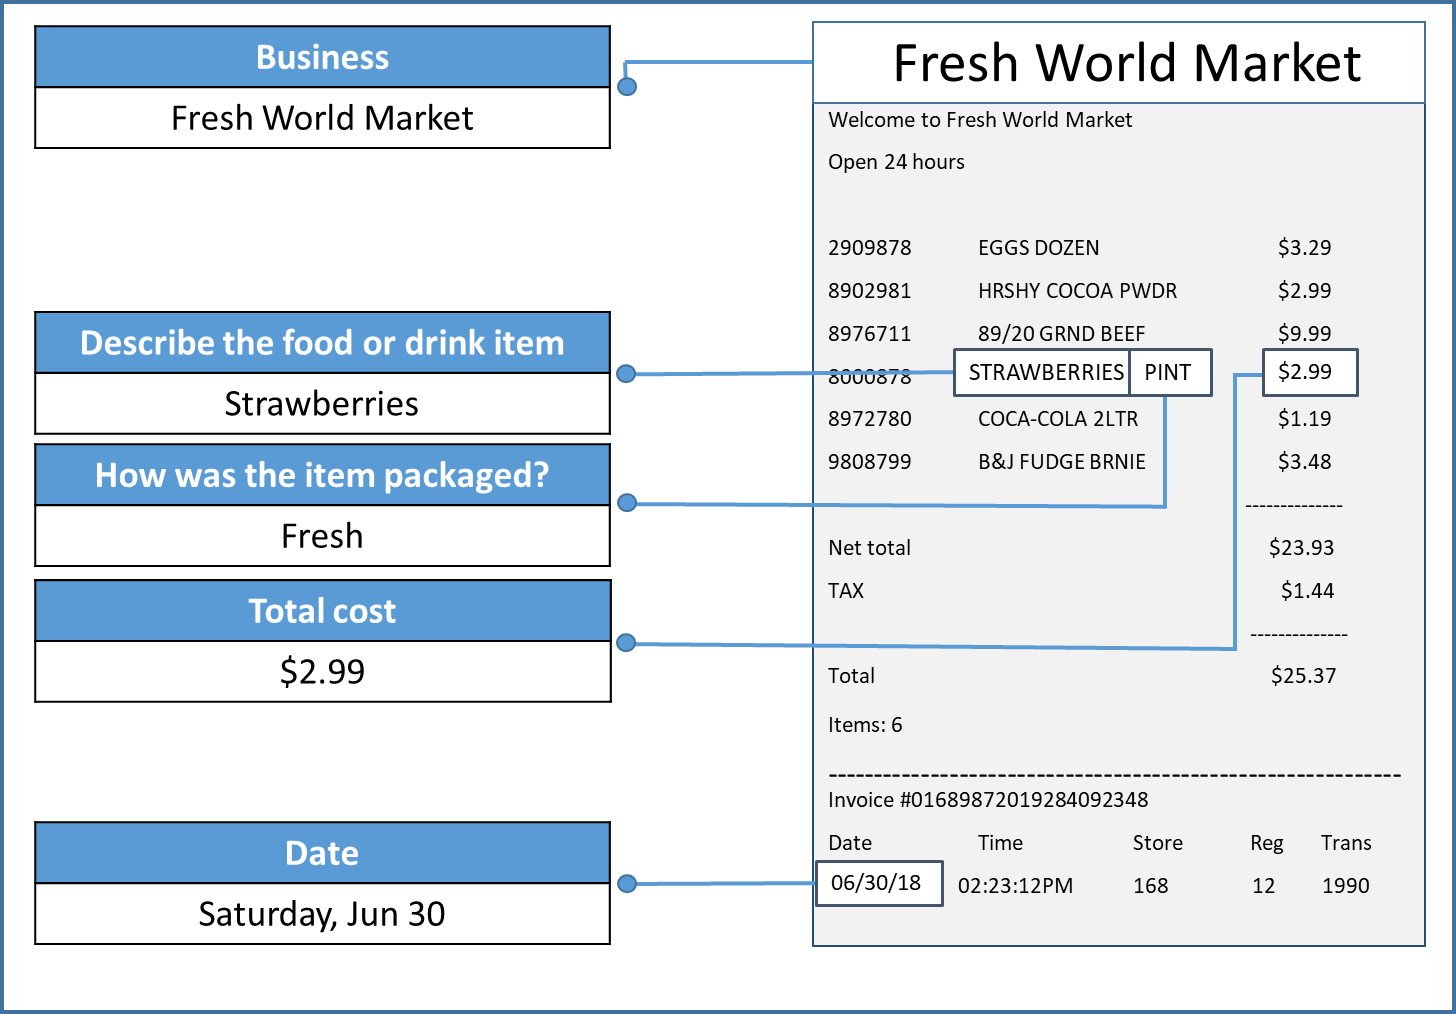 Business
Fresh World Market
Describe the food or drink item
Strawberries
How was the item packaged?
Fresh
Total cost
$2.99
Date
Saturday, Jun 30
Fresh World Market
Welcome to Fresh World Market
Open 24 hours
2909878 EGGS DOZEN $3.29
8902981 HRSHY COCOA PWDR $2.99
8976711 89/20 GRND BEEF $9.99
8000878 STRAWBERRIES PINT $2.99
8972780 COCA-COLA 2LTR $1.19
9808799 B&J FUDGE BRNIE $3.48
--------------
Net total $23.93
TAX $1.44
--------------
Total $25.37
Items: 6
----------------------------------------------------------------
Invoice #01689872019284092348
Date Time Store Reg Trans
06/30/18 02:23:12PM 168 12 1990